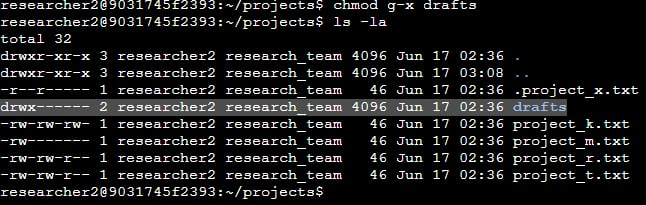 researcher2@9031745f2393:~/projects$ chmod g-x drafts
researcher2@9031745f2393:~/projects$ ls -la
total 32
drwxr-xr-x 3 researcher2 research_team 4096 Jun 17 02:36 .
drwxr-xr-x 3 researcher2 research_team 4096 Jun 17 03:08 ..
-r--r----- 1 researcher2 research_team   46 Jun 17 02:36 .project_x.txt
drwx------ 2 researcher2 research_team 4096 Jun 17 02:36 drafts
-rw-rw-rw- 1 researcher2 research_team   46 Jun 17 02:36 project_k.txt
-rw------- 1 researcher2 research_team   46 Jun 17 02:36 project_m.txt
-rw-rw-r-- 1 researcher2 research_team   46 Jun 17 02:36 project_r.txt
-rw-rw-r-- 1 researcher2 research_team   46 Jun 17 02:36 project_t.txt
researcher2@9031745f2393:~/projects$